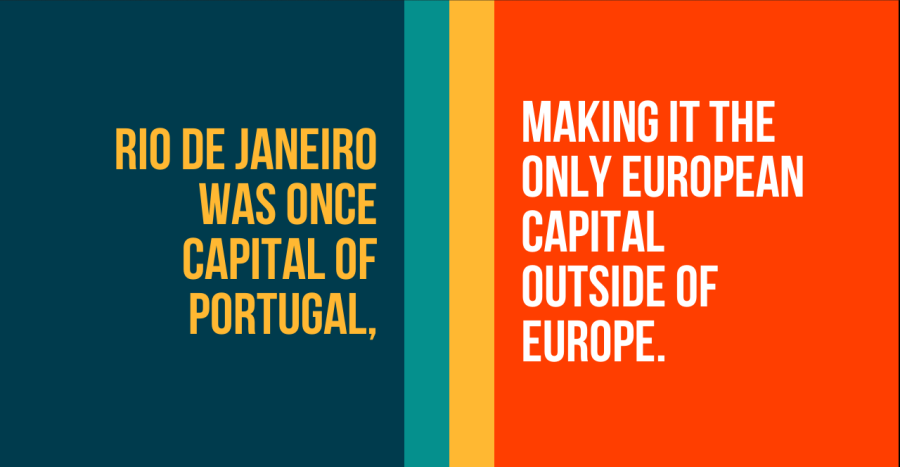 RIO DE JANEIRO
WAS ONCE
CAPITAL OF
PORTUGAL,
MAKING IT THE
ONLY EUROPEAN
CAPITAL
OUTSIDE OF
EUROPE.